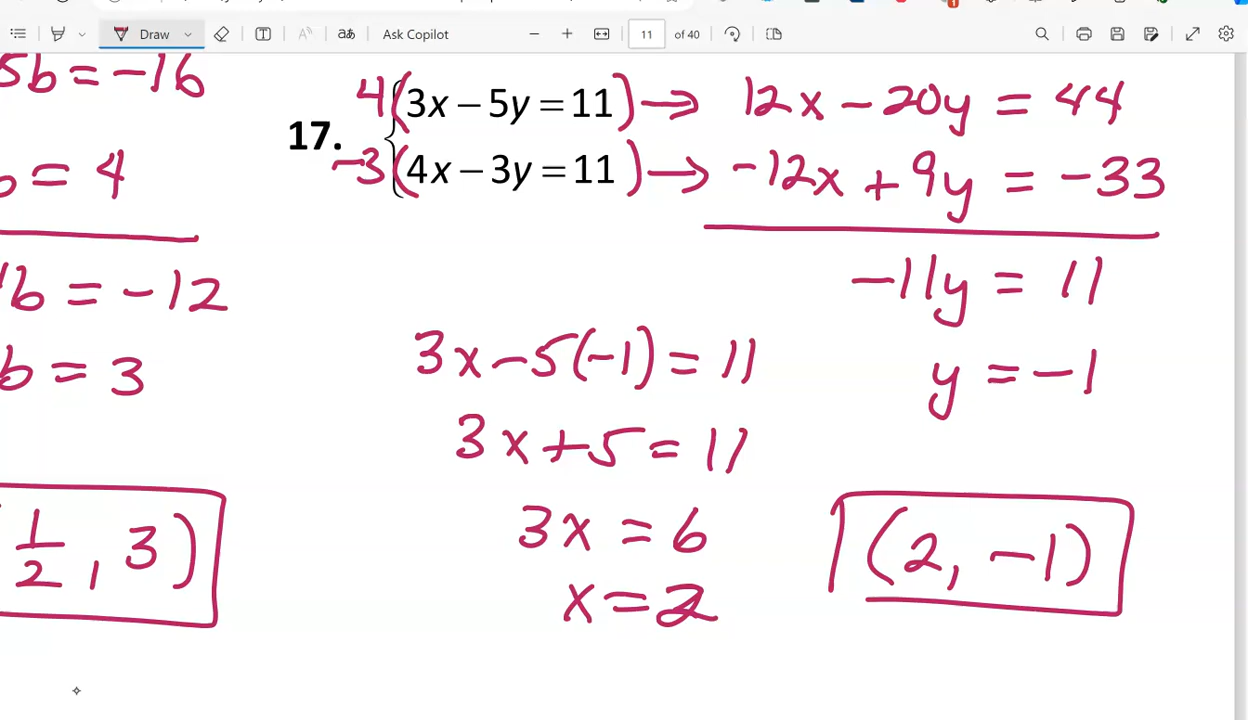 Draw
Ask Copilot
11 of 40
5b = -16
= 4
b = -12
b = 3
1/2, 3)
17.
4(3x − 5y = 11) → 12x - 20y = 44
-3(4x − 3y = 11) → -12x + 9y = -33
-11y = 11
y = -1
3x - 5(-1) = 11
3x + 5 = 11
3x = 6
x = 2
(2, -1)